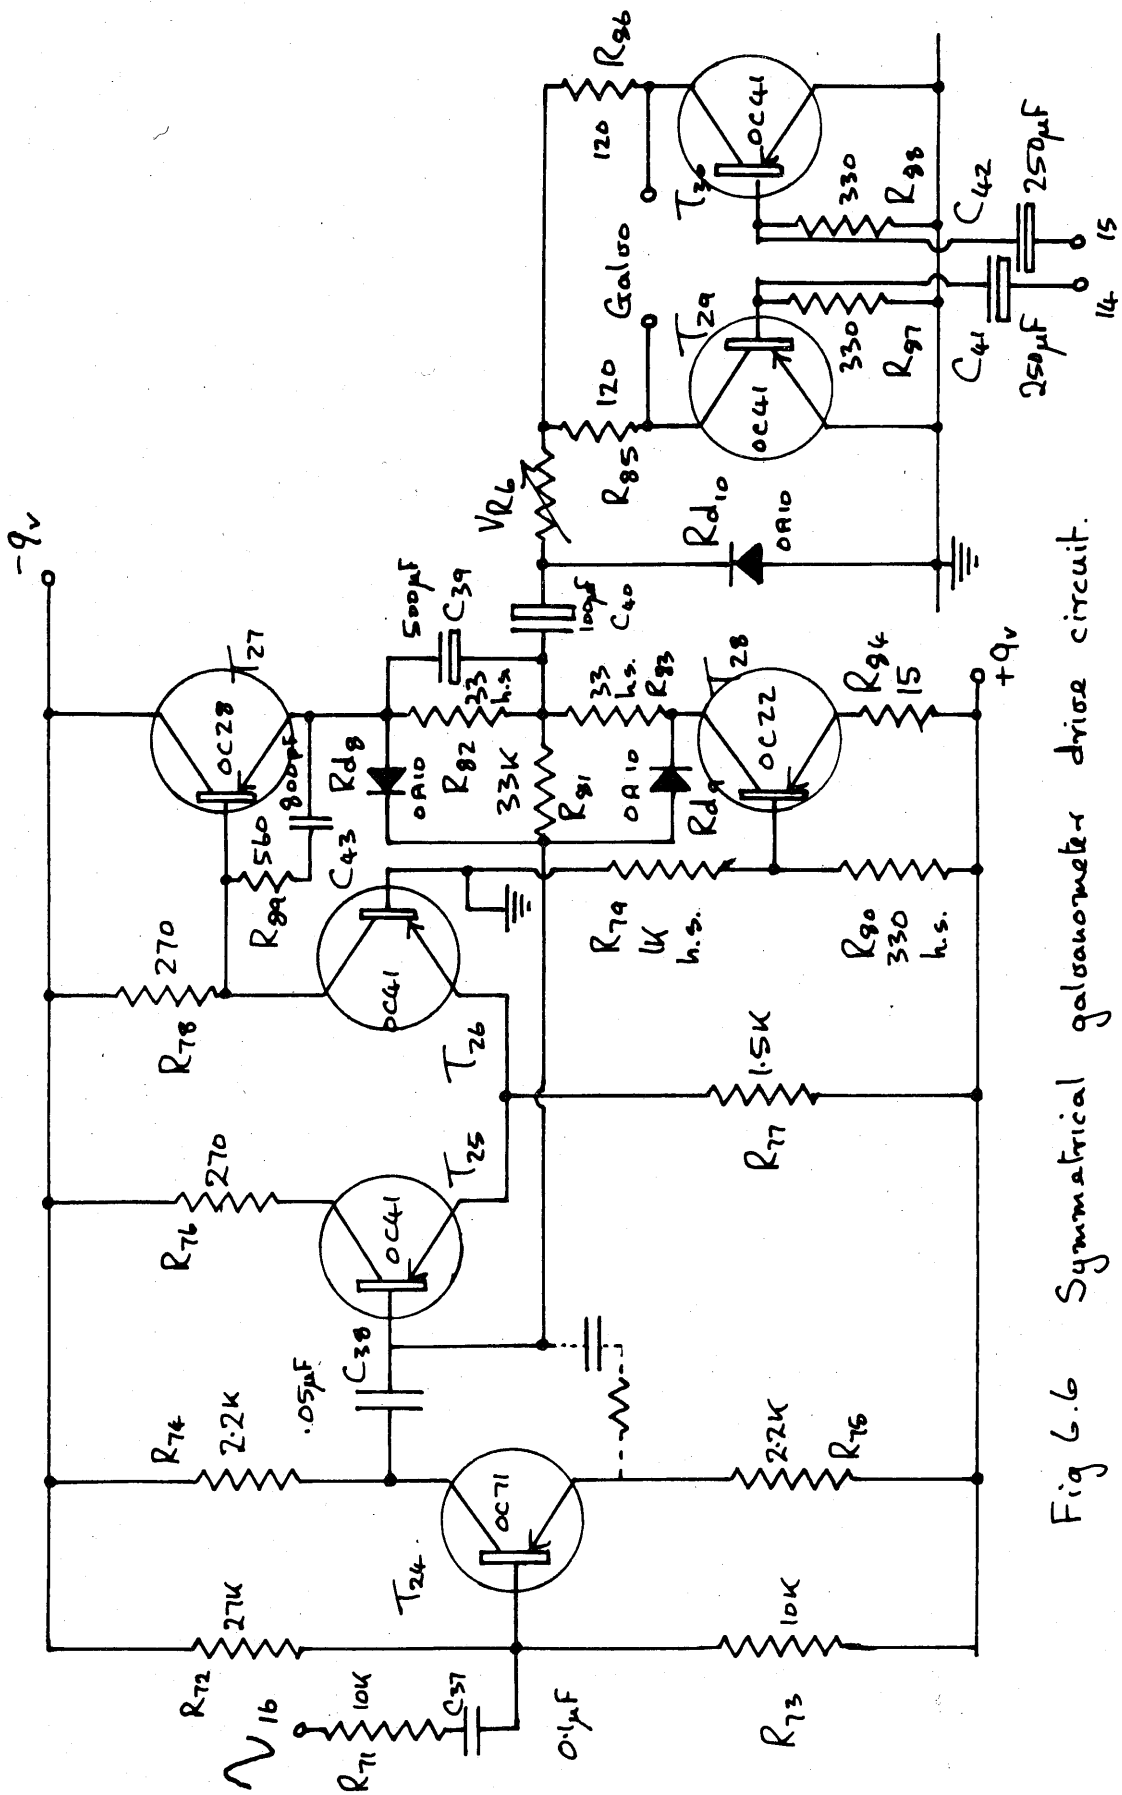 -9v
R72
27K
16
R71
10K
C37
0.1µF
R73
10K
R74
2.2K
T24
OC71
2.2K
R75
.05µF
C38
R76
270
OC41
T25
R77
1.5K
R78
270
OC41
T26
R89
560
C43
800pF
OC28
T27
Rd8
OA10
R82
33
h.s.
500µF
C39
33K
R81
100µF
C40
33
h.s.
R83
OA10
Rd9
R79
1K
h.s.
R80
330
h.s.
OC22
T28
R84
15
+9v
VR6
Rd10
OA10
R85
120
Galvo
120
R86
T29
OC41
T30
OC41
330
R87
330
R88
C41
250µF
C42
250µF
14
15
Fig 6.6 Symmetrical galvanometer drive circuit.